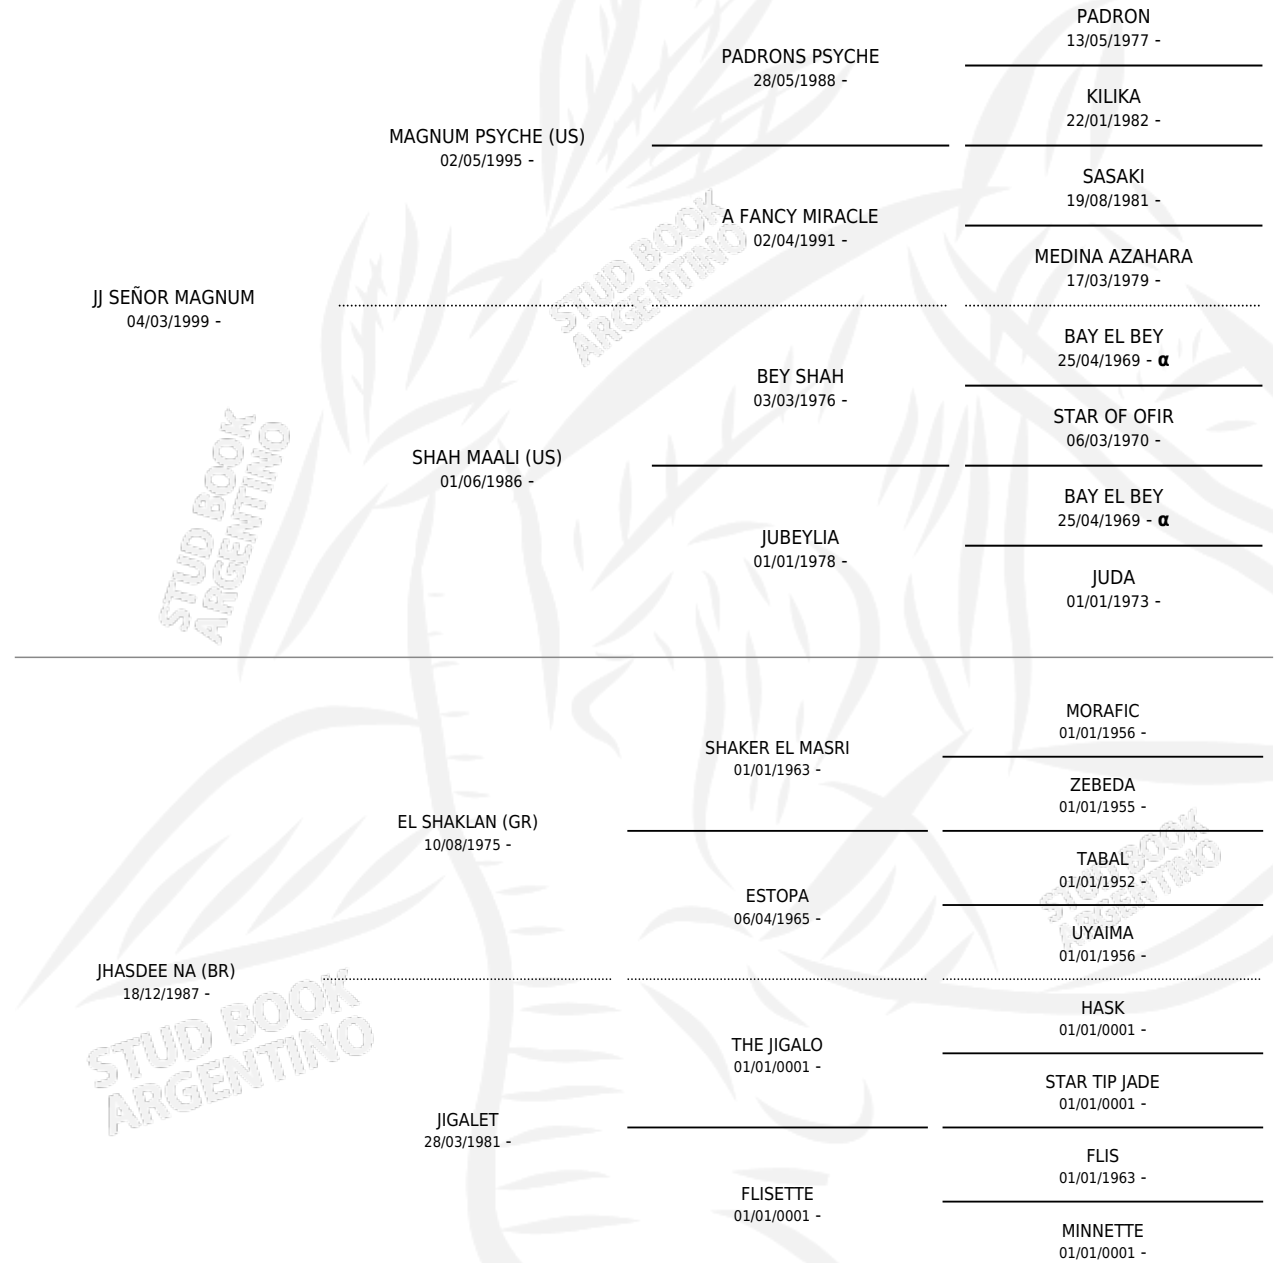 PADRON
13/05/1977 -
PADRONS PSYCHE
28/05/1988 -
KILIKA
22/01/1982 -
MAGNUM PSYCHE (US)
02/05/1995 -
SASAKI
19/08/1981 -
A FANCY MIRACLE
02/04/1991 -
MEDINA AZAHARA
17/03/1979 -
JJ SEÑOR MAGNUM
04/03/1999 -
BAY EL BEY
25/04/1969 - α
BEY SHAH
03/03/1976 -
STAR OF OFIR
06/03/1970 -
SHAH MAALI (US)
01/06/1986 -
BAY EL BEY
25/04/1969 - α
JUBEYLIA
01/01/1978 -
JUDA
01/01/1973 -
MORAFIC
01/01/1956 -
SHAKER EL MASRI
01/01/1963 -
ZEBEDA
01/01/1955 -
EL SHAKLAN (GR)
10/08/1975 -
TABAL
01/01/1952 -
ESTOPA
06/04/1965 -
UYAIMA
01/01/1956 -
JHASDEE NA (BR)
18/12/1987 -
HASK
01/01/0001 -
THE JIGALO
01/01/0001 -
STAR TIP JADE
01/01/0001 -
JIGALET
28/03/1981 -
FLIS
01/01/1963 -
FLISETTE
01/01/0001 -
MINNETTE
01/01/0001 -
STUD BOOK
ARGENTINO
STUD BOOK
ARGENTINO
STUD BOOK
ARGENTINO
STUD BOOK
ARGENTINO